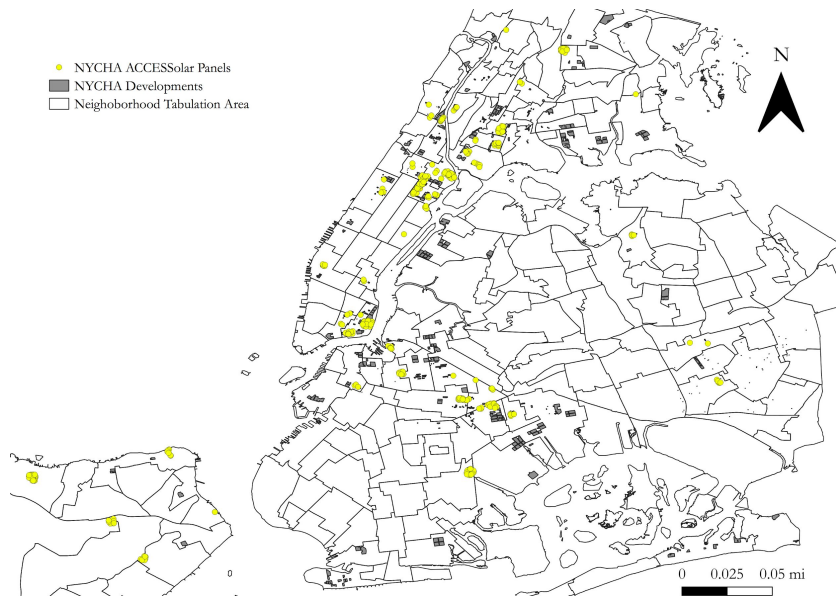 NYCHA ACCESSolar Panels
NYCHA Developments
Neighoborhood Tabulation Area
N
0 0.025 0.05 mi